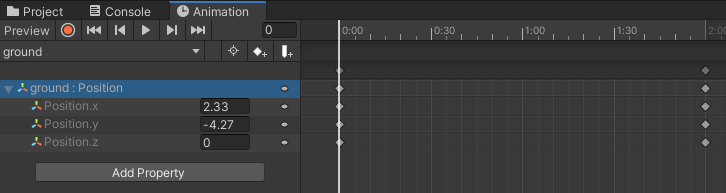 Project Console Animation
Preview 0 0:00 0:30 1:00 1:30 2:00
ground
ground : Position
Position.x 2.33
Position.y -4.27
Position.z 0
Add Property